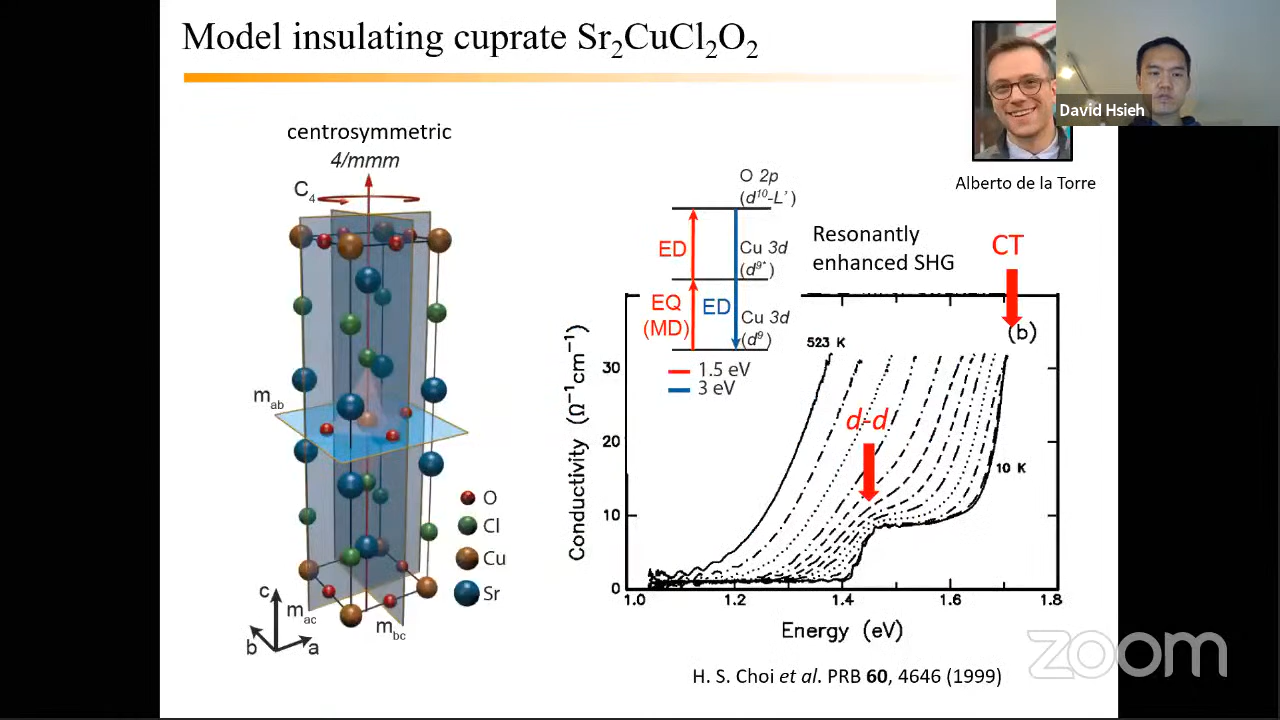 Model insulating cuprate Sr₂CuCl₂O₂
David Hsieh
Alberto de la Torre
centrosymmetric
4/mmm
C₄
m_ab
O
Cl
Cu
Sr
c
b
a
m_ac
m_bc
O 2p
(d¹⁰-L')
Cu 3d
(d⁹*)
Cu 3d
(d⁹)
ED
EQ
(MD)
ED
1.5 eV
3 eV
Resonantly
enhanced SHG
CT
(b)
523 K
d-d
10 K
Conductivity (Ω⁻¹cm⁻¹)
30
20
10
0
1.0 1.2 1.4 1.6 1.8
Energy (eV)
zoom
H. S. Choi et al. PRB 60, 4646 (1999)